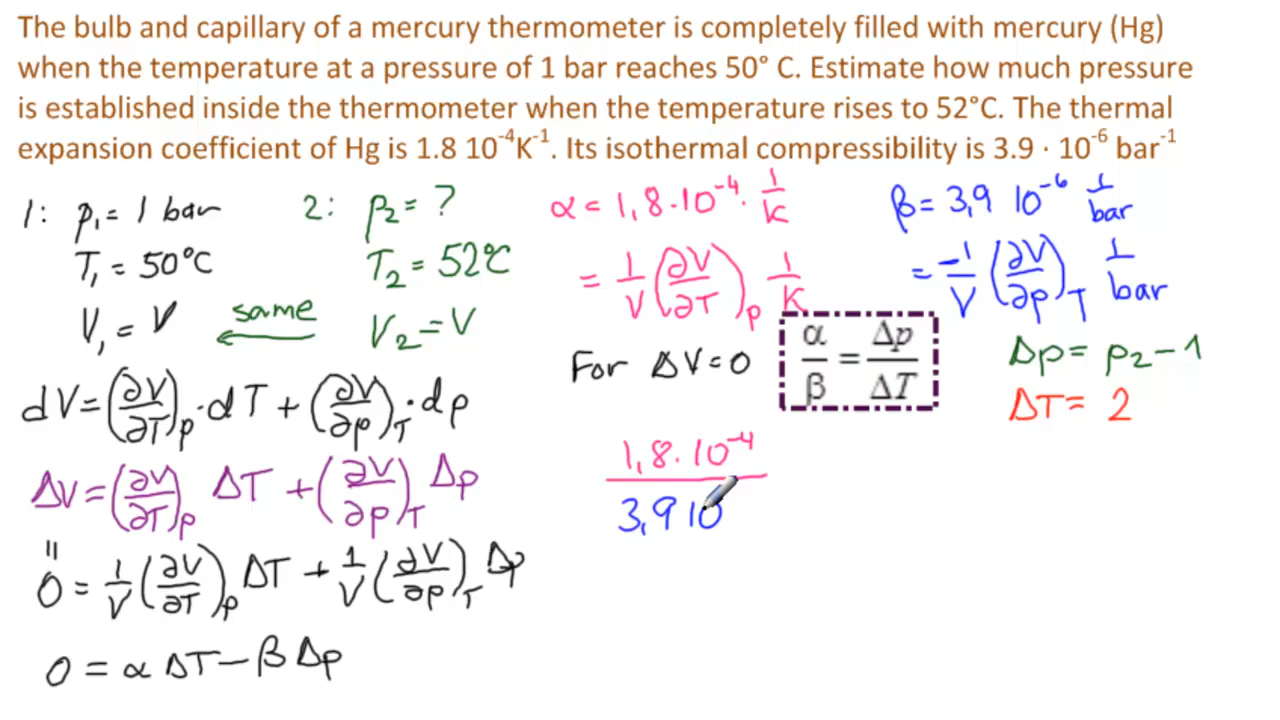 The bulb and capillary of a mercury thermometer is completely filled with mercury (Hg)
when the temperature at a pressure of 1 bar reaches 50° C. Estimate how much pressure
is established inside the thermometer when the temperature rises to 52°C. The thermal
expansion coefficient of Hg is 1.8 10⁻⁴K⁻¹. Its isothermal compressibility is 3.9 · 10⁻⁶ bar⁻¹
1: p₁ = 1 bar
T₁ = 50°C
V₁ = V
same
2: p₂ = ?
T₂ = 52°C
V₂ = V
dV = (∂V/∂T)ₚ · dT + (∂V/∂p)_T · dp
ΔV = (∂V/∂T)ₚ ΔT + (∂V/∂p)_T Δp
"
0 = 1/V (∂V/∂T)ₚ ΔT + 1/V (∂V/∂p)_T Δp
0 = α ΔT − β Δp
α = 1,8 · 10⁻⁴ · 1/K
= 1/V (∂V/∂T)ₚ 1/K
For ΔV = 0
α/β = Δp/ΔT
1,8 · 10⁻⁴
3,9 10
β = 3,9 10⁻⁶ 1/bar
= −1/V (∂V/∂p)_T 1/bar
Δp = p₂ − 1
ΔT = 2